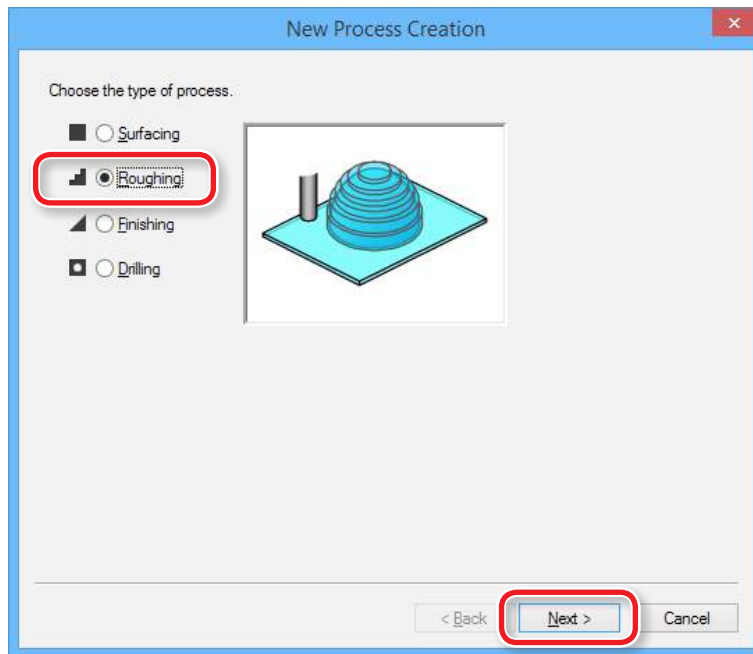 New Process Creation
Choose the type of process.
Surfacing
Roughing
Finishing
Drilling
< Back
Next >
Cancel